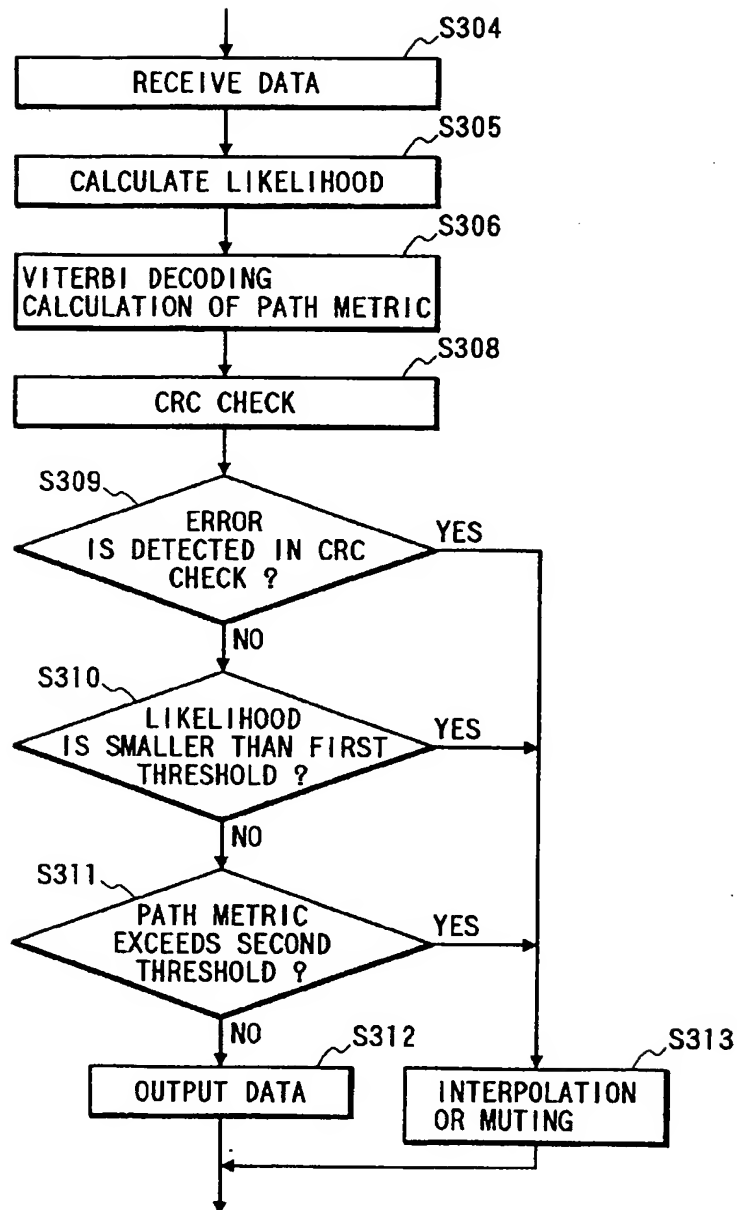 S304
RECEIVE DATA
S305
CALCULATE LIKELIHOOD
S306
VITERBI DECODING
CALCULATION OF PATH METRIC
S308
CRC CHECK
S309
ERROR
IS DETECTED IN CRC
CHECK ?
YES
NO
S310
LIKELIHOOD
IS SMALLER THAN FIRST
THRESHOLD ?
YES
NO
S311
PATH METRIC
EXCEEDS SECOND
THRESHOLD ?
YES
NO
S312
OUTPUT DATA
S313
INTERPOLATION
OR MUTING